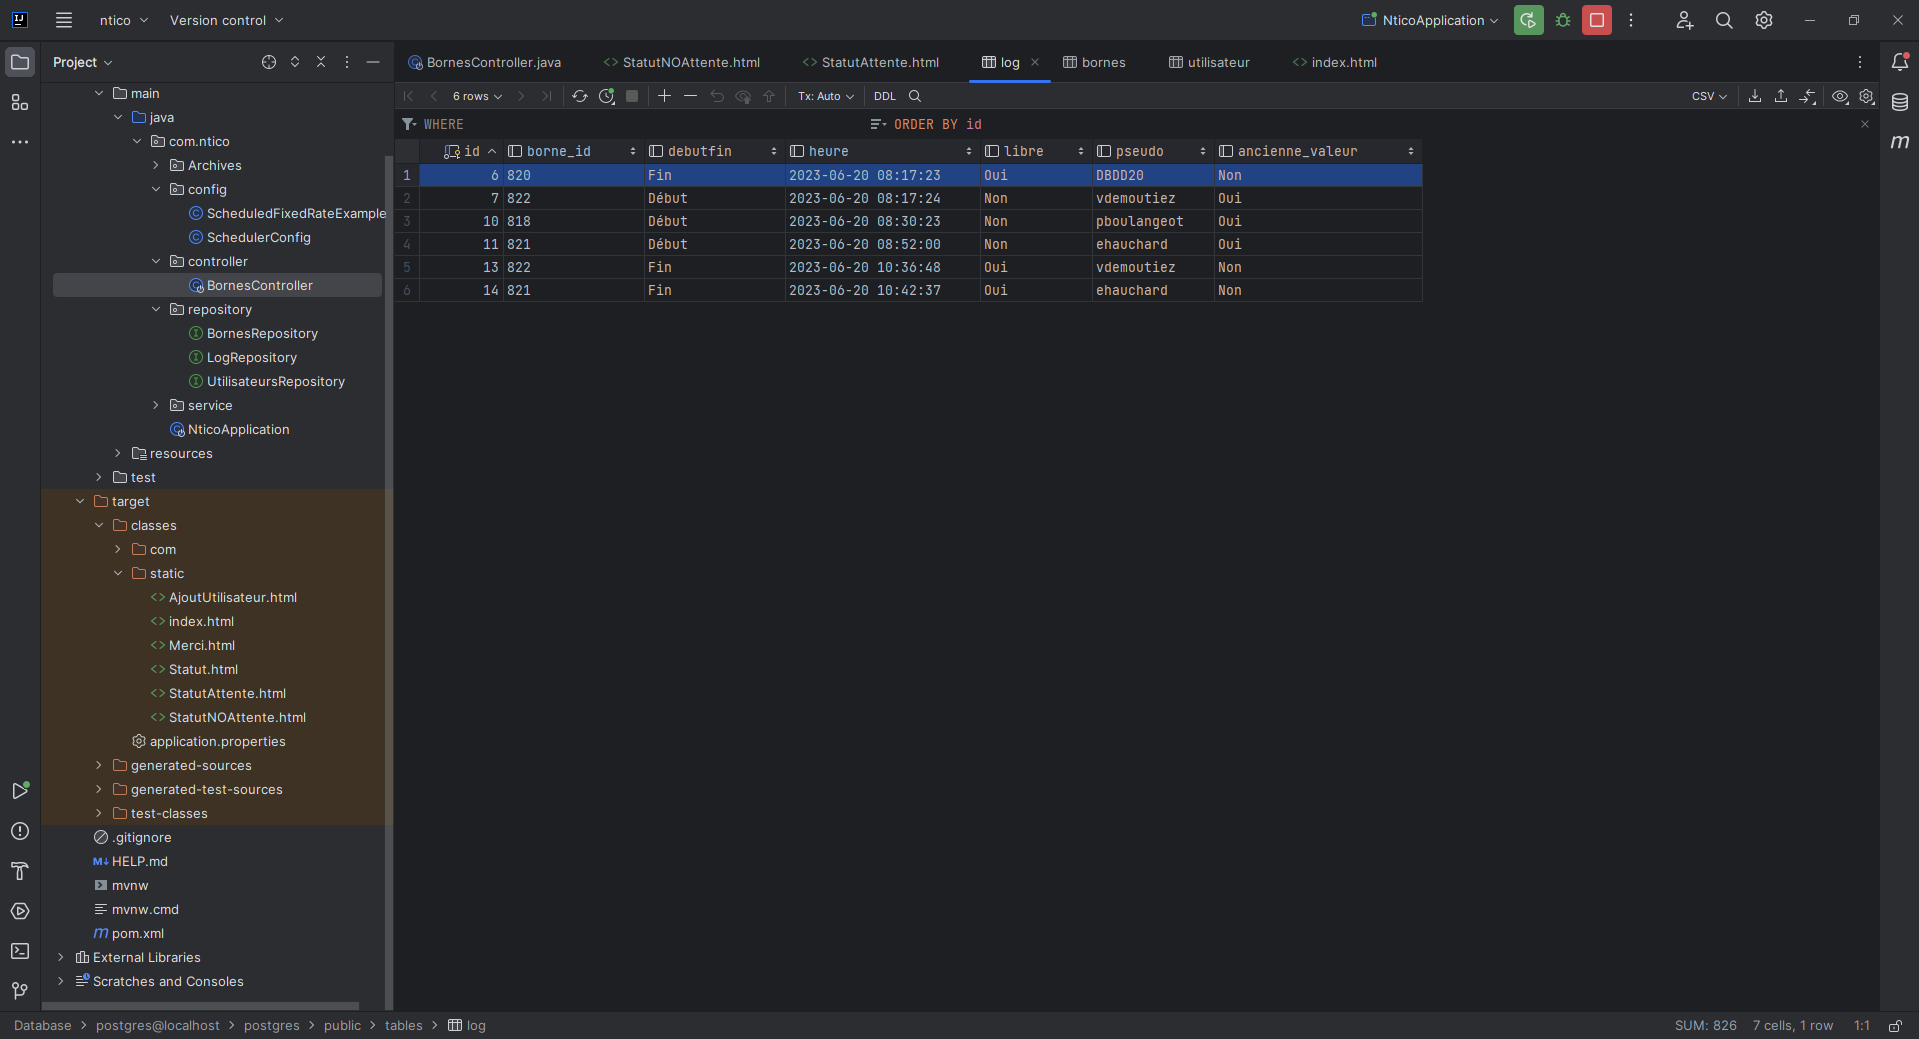 ntico Version control NticoApplication
Project BornesController.java StatutNOAttente.html StatutAttente.html log bornes utilisateur index.html
6 rows Tx: Auto DDL CSV
WHERE ORDER BY id
id borne_id debutfin heure libre pseudo ancienne_valeur
1 6 820 Fin 2023-06-20 08:17:23 Oui DBDD20 Non
2 7 822 Début 2023-06-20 08:17:24 Non vdemoutiez Oui
3 10 818 Début 2023-06-20 08:30:23 Non pboulangeot Oui
4 11 821 Début 2023-06-20 08:52:00 Non ehauchard Oui
5 13 822 Fin 2023-06-20 10:36:48 Oui vdemoutiez Non
6 14 821 Fin 2023-06-20 10:42:37 Oui ehauchard Non
main
java
com.ntico
Archives
config
ScheduledFixedRateExample
SchedulerConfig
controller
BornesController
repository
BornesRepository
LogRepository
UtilisateursRepository
service
NticoApplication
resources
test
target
classes
com
static
AjoutUtilisateur.html
index.html
Merci.html
Statut.html
StatutAttente.html
StatutNOAttente.html
application.properties
generated-sources
generated-test-sources
test-classes
.gitignore
HELP.md
mvnw
mvnw.cmd
pom.xml
External Libraries
Scratches and Consoles
Database > postgres@localhost > postgres > public > tables > log SUM: 826 7 cells, 1 row 1:1